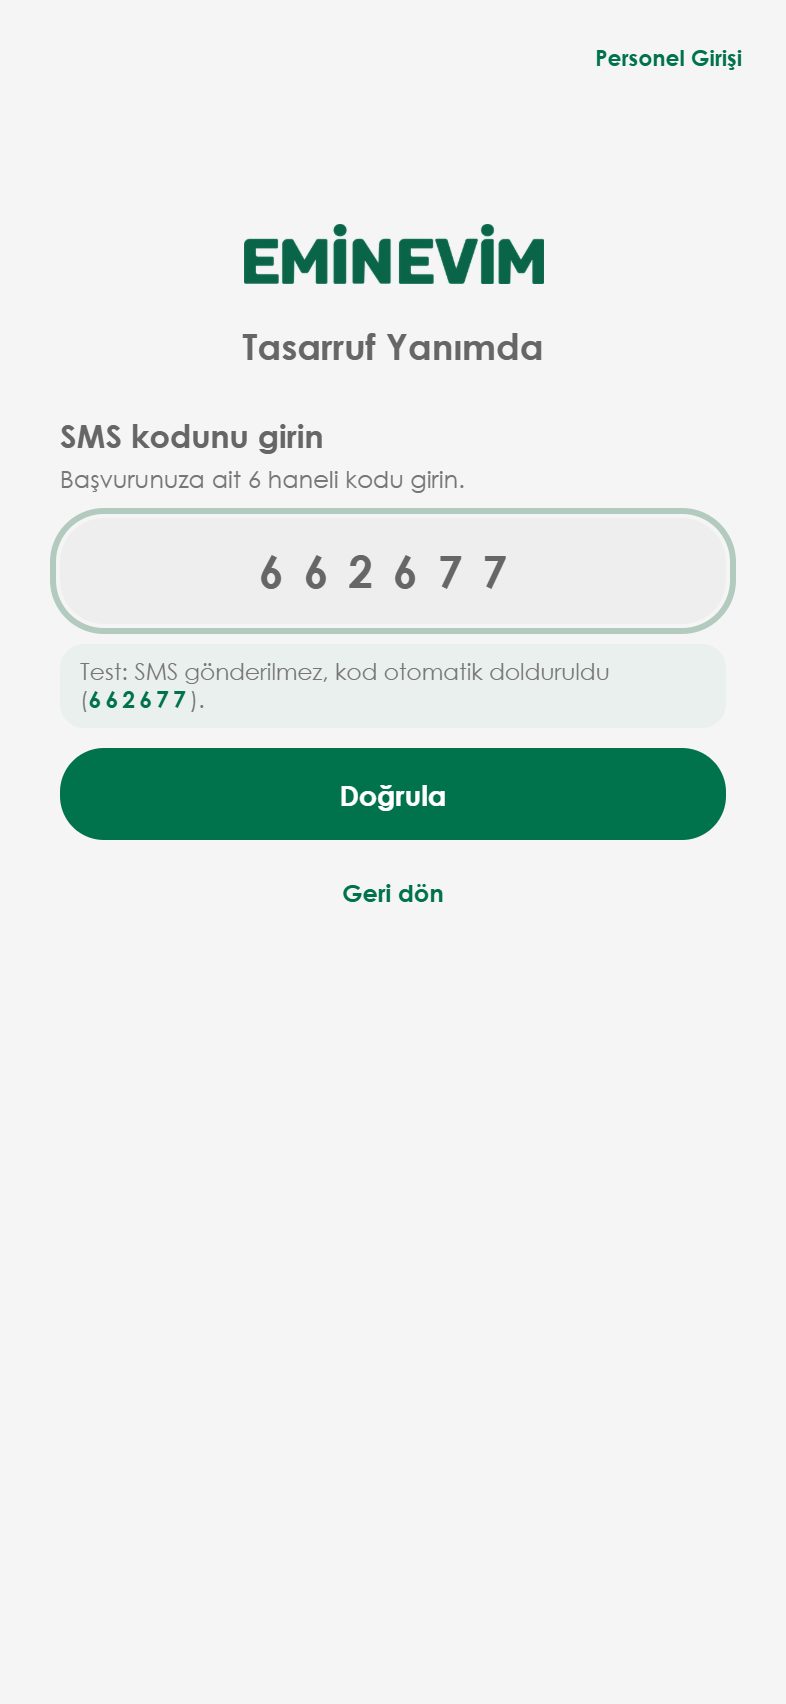 Personel Girişi
EMİNEVİM
Tasarruf Yanımda
SMS kodunu girin
Başvurunuza ait 6 haneli kodu girin.
6 6 2 6 7 7
Test: SMS gönderilmez, kod otomatik dolduruldu
(662677).
Doğrula
Geri dön